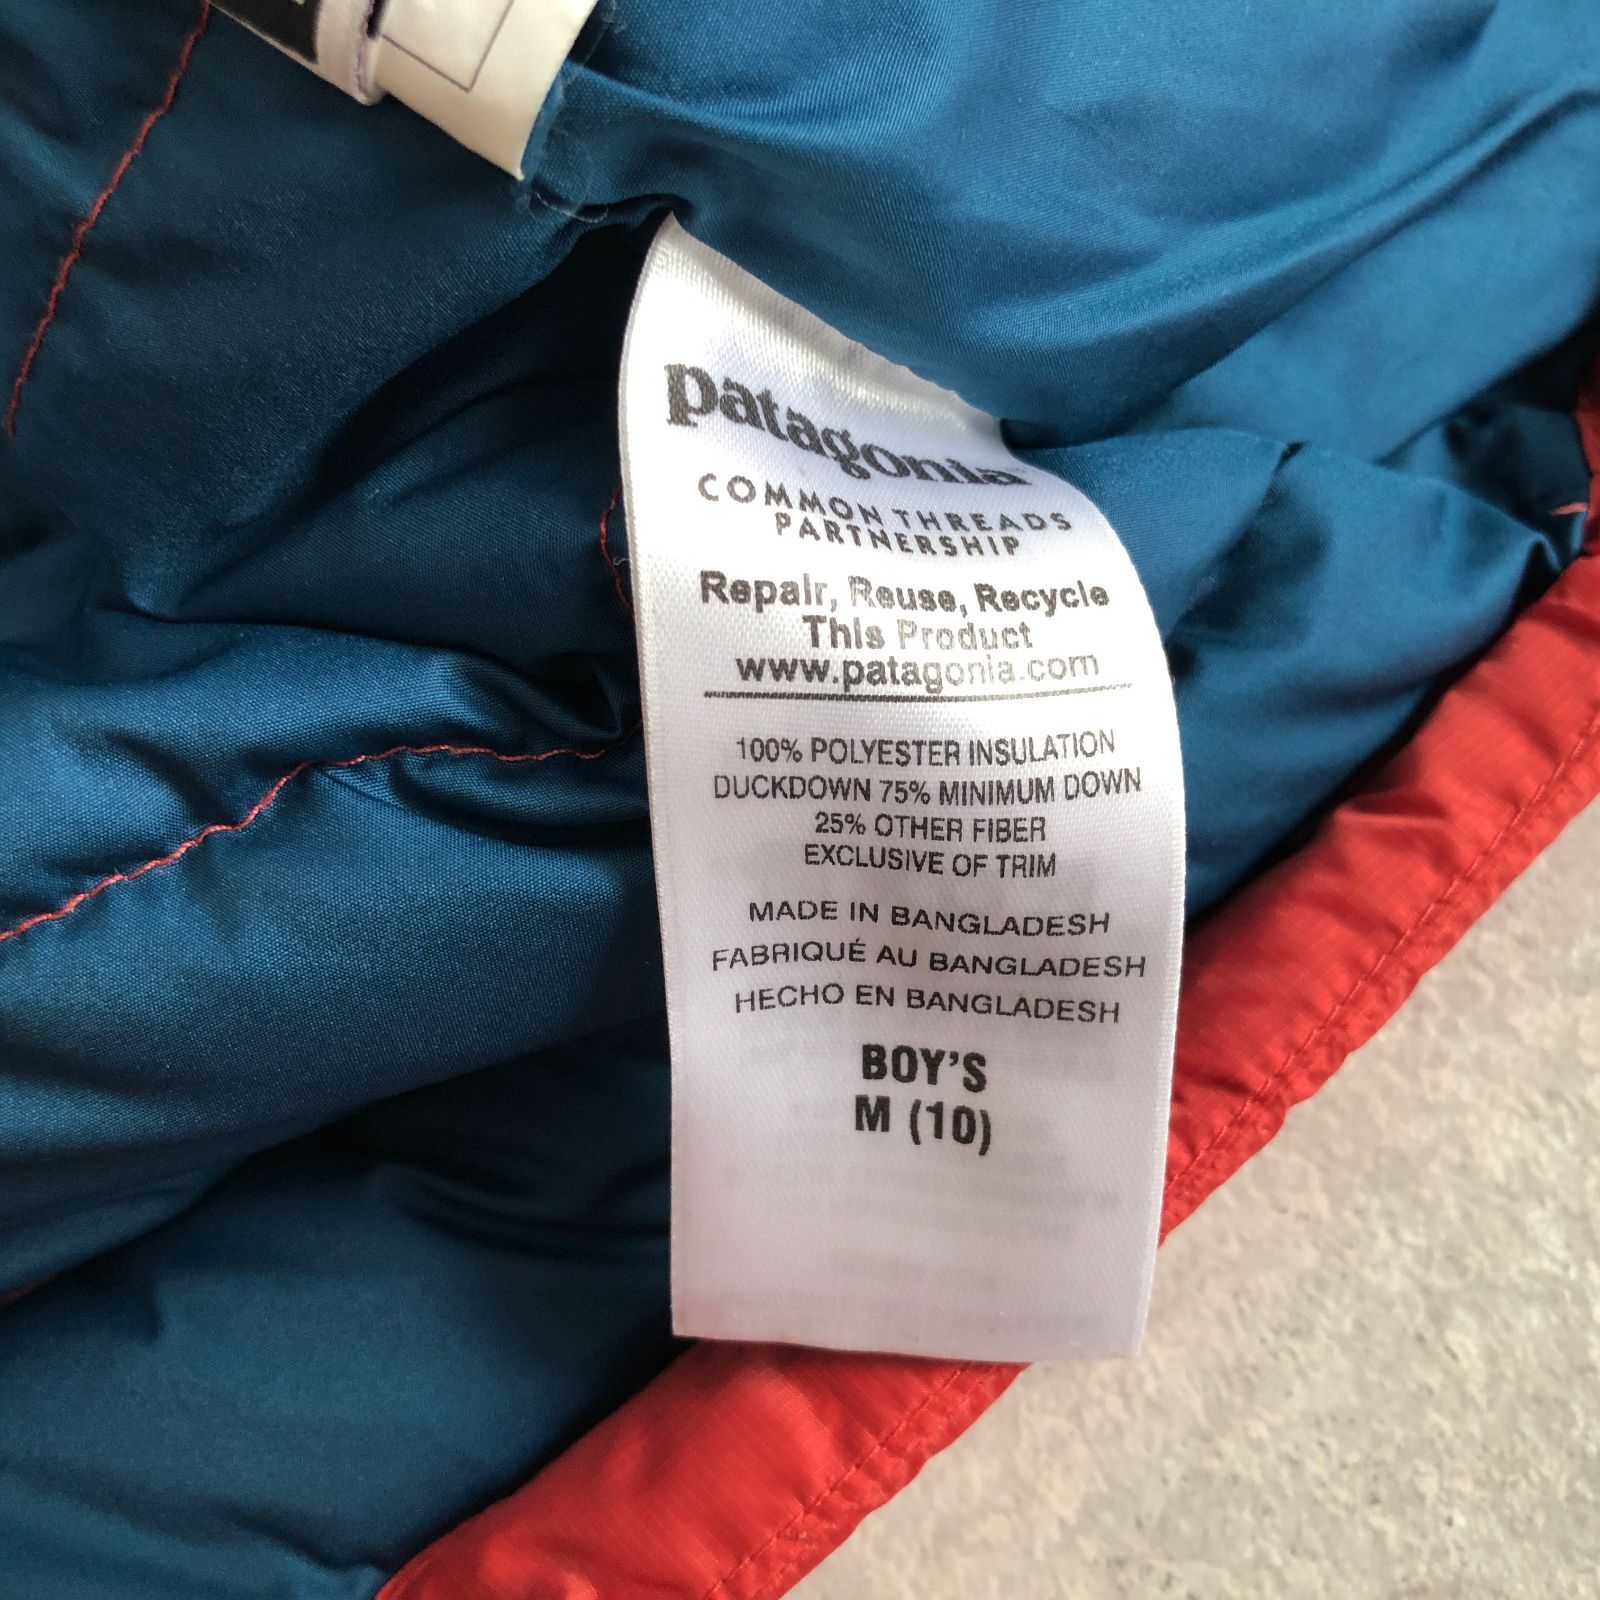 patagonia™
COMMON THREADS
PARTNERSHIP
Repair, Reuse, Recycle
This Product
www.patagonia.com
100% POLYESTER INSULATION
DUCKDOWN 75% MINIMUM DOWN
25% OTHER FIBER
EXCLUSIVE OF TRIM
MADE IN BANGLADESH
FABRIQUÉ AU BANGLADESH
HECHO EN BANGLADESH
BOY'S
M (10)